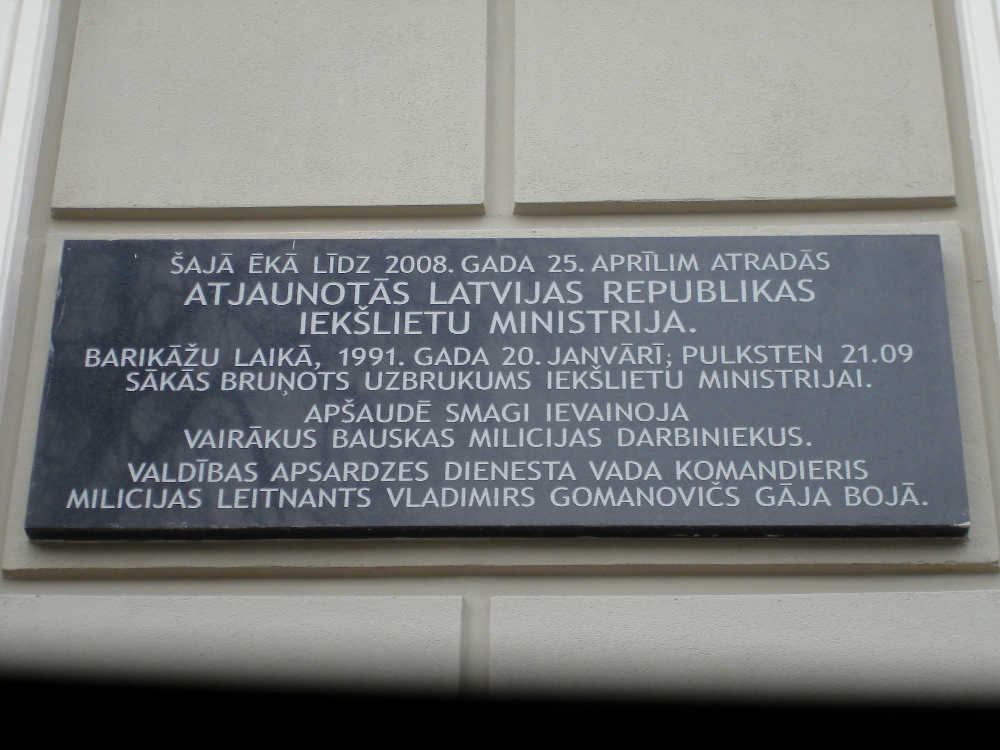 ŠAJĀ ĒKĀ LĪDZ 2008. GADA 25. APRĪLIM ATRADĀS
ATJAUNOTĀS LATVIJAS REPUBLIKAS
IEKŠLIETU MINISTRIJA.
BARIKĀŽU LAIKĀ, 1991. GADA 20. JANVĀRĪ, PULKSTEN 21.09
SĀKĀS BRUŅOTS UZBRUKUMS IEKŠLIETU MINISTRIJAI.
APŠAUDĒ SMAGI IEVAINOJA
VAIRĀKUS BAUSKAS MILICIJAS DARBINIEKUS.
VALDĪBAS APSARDZES DIENESTA VADA KOMANDIERIS
MILICIJAS LEITNANTS VLADIMIRS GOMANOVIČS GĀJA BOJĀ.